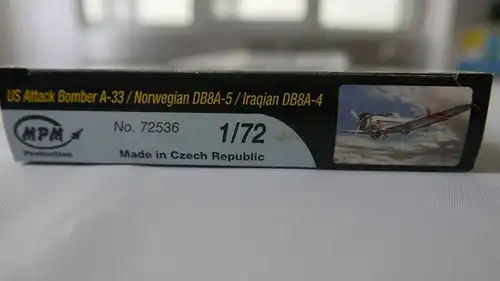 US Attack Bomber A-33 / Norwegian DB8A-5 / Iraqian DB8A-4
MPM
Production
No. 72536
1/72
Made in Czech Republic